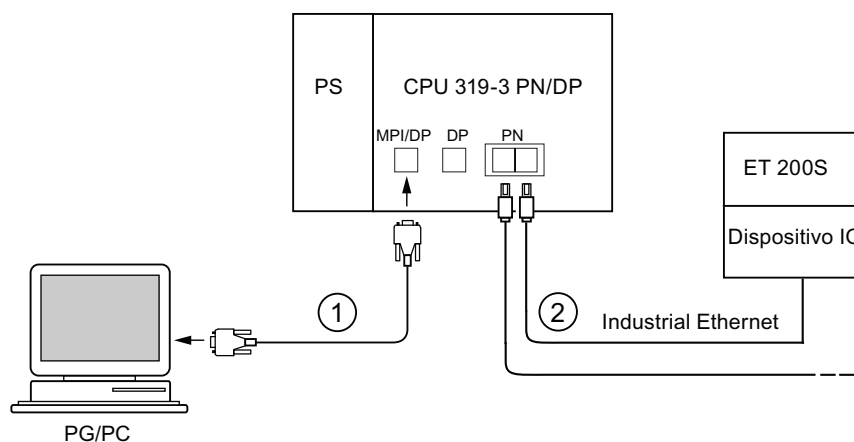 PS
CPU 319-3 PN/DP
MPI/DP
DP
PN
ET 200S
Dispositivo IO
1
2
Industrial Ethernet
PG/PC